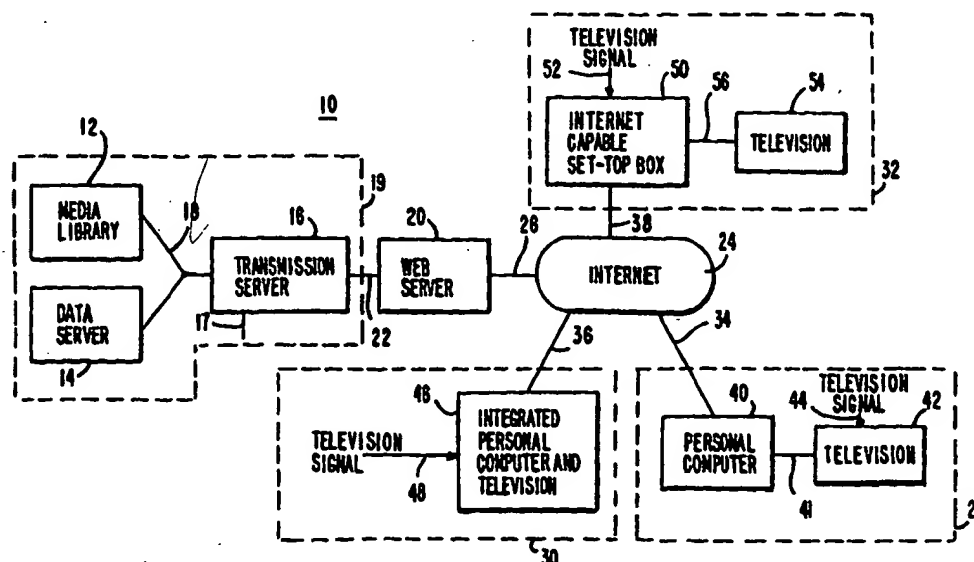 TELEVISION
SIGNAL
52
50
56
54
INTERNET
CAPABLE
SET-TOP BOX
TELEVISION
32
10
12
MEDIA
LIBRARY
18
19
16
TRANSMISSION
SERVER
17
DATA
SERVER
14
20
WEB
SERVER
22
26
38
INTERNET
24
36
34
46
INTEGRATED
PERSONAL
COMPUTER AND
TELEVISION
TELEVISION
SIGNAL
48
30
40
PERSONAL
COMPUTER
41
TELEVISION
SIGNAL
44
42
TELEVISION